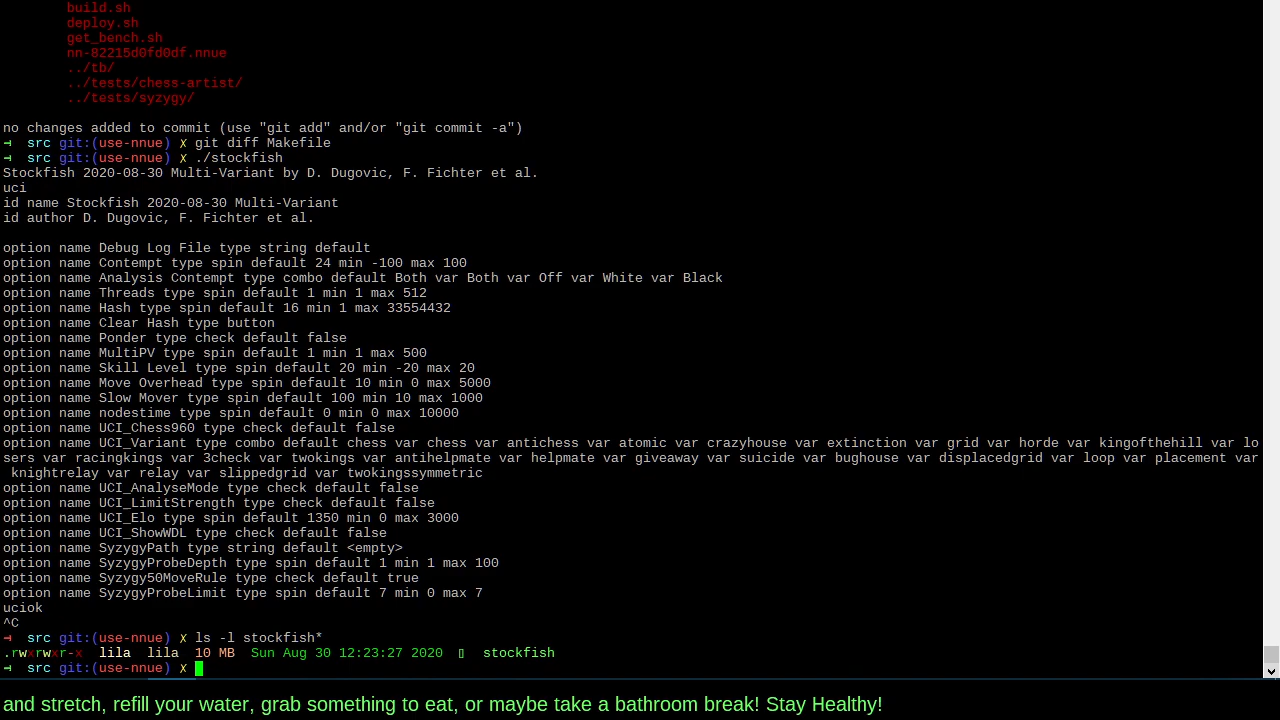 build.sh
deploy.sh
get_bench.sh
nn-82215d0fd0df.nnue
../tb/
../tests/chess-artist/
../tests/syzygy/
no changes added to commit (use "git add" and/or "git commit -a")
src git:(use-nnue) ✗ git diff Makefile
src git:(use-nnue) ✗ ./stockfish
Stockfish 2020-08-30 Multi-Variant by D. Dugovic, F. Fichter et al.
uci
id name Stockfish 2020-08-30 Multi-Variant
id author D. Dugovic, F. Fichter et al.
option name Debug Log File type string default
option name Contempt type spin default 24 min -100 max 100
option name Analysis Contempt type combo default Both var Both var Off var White var Black
option name Threads type spin default 1 min 1 max 512
option name Hash type spin default 16 min 1 max 33554432
option name Clear Hash type button
option name Ponder type check default false
option name MultiPV type spin default 1 min 1 max 500
option name Skill Level type spin default 20 min -20 max 20
option name Move Overhead type spin default 10 min 0 max 5000
option name Slow Mover type spin default 100 min 10 max 1000
option name nodestime type spin default 0 min 0 max 10000
option name UCI_Chess960 type check default false
option name UCI_Variant type combo default chess var chess var antichess var atomic var crazyhouse var extinction var grid var horde var kingofthehill var lo
sers var racingkings var 3check var twokings var antihelpmate var helpmate var giveaway var suicide var bughouse var displacedgrid var loop var placement var
knightrelay var relay var slippedgrid var twokingssymmetric
option name UCI_AnalyseMode type check default false
option name UCI_LimitStrength type check default false
option name UCI_Elo type spin default 1350 min 0 max 3000
option name UCI_ShowWDL type check default false
option name SyzygyPath type string default <empty>
option name SyzygyProbeDepth type spin default 1 min 1 max 100
option name Syzygy50MoveRule type check default true
option name SyzygyProbeLimit type spin default 7 min 0 max 7
uciok
^C
src git:(use-nnue) ✗ ls -l stockfish*
.rwxrwxr-x lila lila 10 MB Sun Aug 30 12:23:27 2020 stockfish
src git:(use-nnue) ✗
and stretch, refill your water, grab something to eat, or maybe take a bathroom break! Stay Healthy!